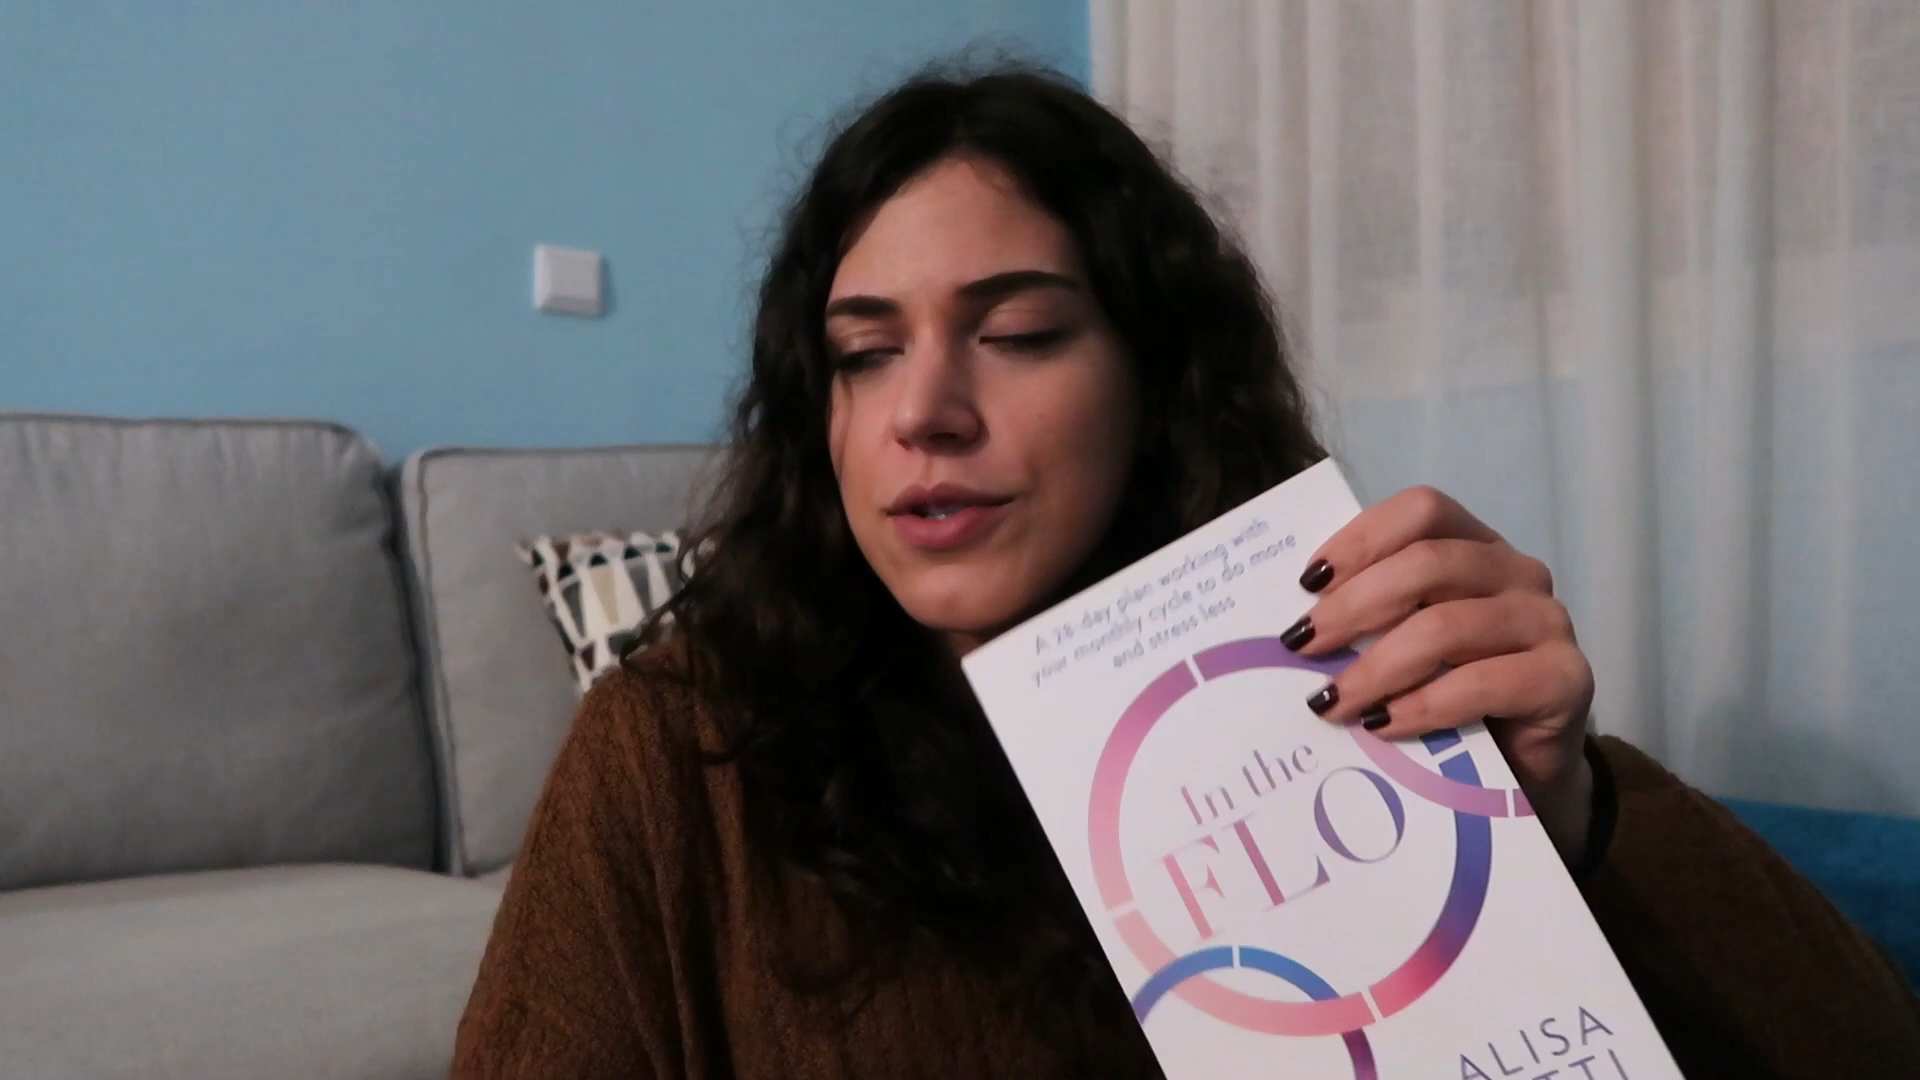 A 28-day plan working with
your monthly cycle to do more
and stress less
In the
FLO
ALISA